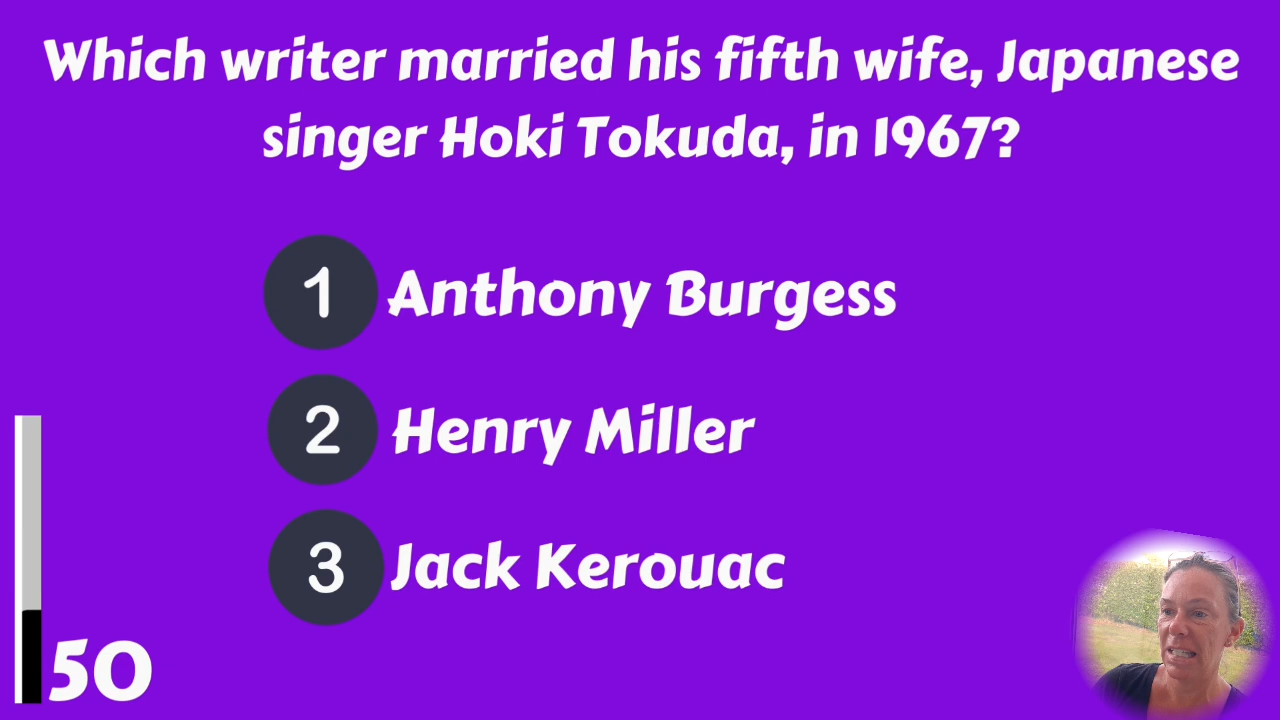 Which writer married his fifth wife, Japanese
singer Hoki Tokuda, in 1967?
1 Anthony Burgess
2 Henry Miller
3 Jack Kerouac
50